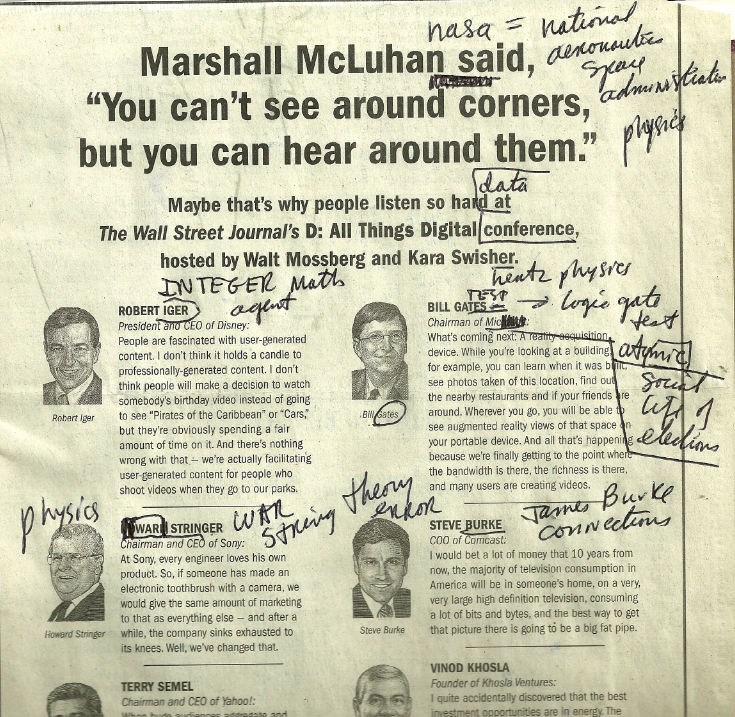 nasa = national
aeronautics
space
administration
physics
Marshall McLuhan said,
“You can’t see around corners,
but you can hear around them.”
data
Maybe that’s why people listen so hard at
The Wall Street Journal’s D: All Things Digital conference,
hosted by Walt Mossberg and Kara Swisher.
INTEGER Math
agent
ROBERT IGER
President and CEO of Disney:
People are fascinated with user-generated
content. I don’t think it holds a candle to
professionally-generated content. I don’t
think people will make a decision to watch
somebody’s birthday video instead of going
to see “Pirates of the Caribbean” or “Cars,”
but they’re obviously spending a fair
amount of time on it. And there’s nothing
wrong with that — we’re actually facilitating
user-generated content for people who
shoot videos when they go to our parks.
Robert Iger
physics
TEST
logic gate
test
BILL GATES
Chairman of
What’s coming next: A reality acquisition
device. While you’re looking at a building,
for example, you can learn when it was built,
see photos taken of this location, find out
the nearby restaurants and if your friends are
around. Wherever you go, you will be able to
see augmented reality views of that space on
your portable device. And all that’s happening
because we’re finally getting to the point where
the bandwidth is there, the richness is there,
and many users are creating videos.
Bill Gates
atomic
social
life of
elections
physics
WAR
string theory
error
WARD STRINGER
Chairman and CEO of Sony:
At Sony, every engineer loves his own
product. So, if someone has made an
electronic toothbrush with a camera, we
would give the same amount of marketing
to that as everything else — and after a
while, the company sinks exhausted to
its knees. Well, we’ve changed that.
Howard Stringer
James Burke
connections
STEVE BURKE
COO of Comcast:
I would bet a lot of money that 10 years from
now, the majority of television consumption in
America will be in someone’s home, on a very,
very large high definition television, consuming
a lot of bits and bytes, and the best way to get
that picture there is going to be a big fat pipe.
Steve Burke
TERRY SEMEL
Chairman and CEO of Yahoo!:
When huge audiences aggregate and
VINOD KHOSLA
Founder of Khosla Ventures:
I quite accidentally discovered that the best
investment opportunities are in energy. The